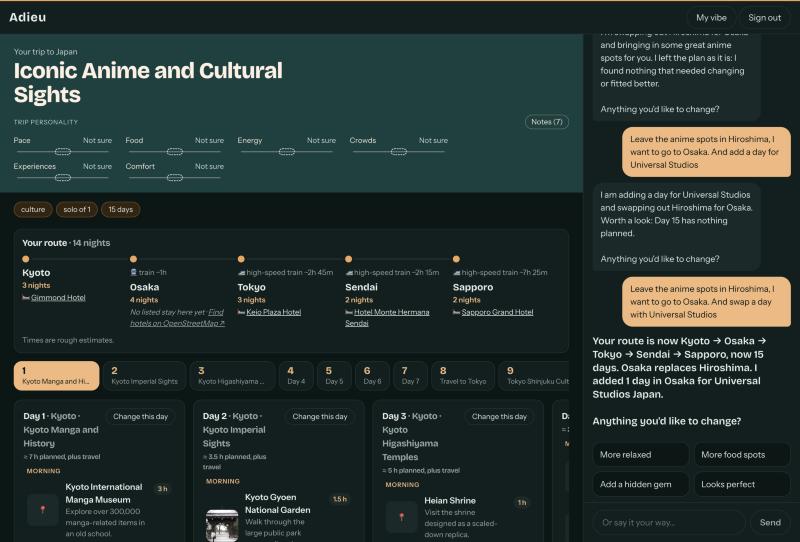 Adieu
My vibe
Sign out
Your trip to Japan
Iconic Anime and Cultural
Sights
TRIP PERSONALITY
Notes (7)
Pace Not sure
Food Not sure
Energy Not sure
Crowds Not sure
Experiences Not sure
Comfort Not sure
culture
solo of 1
15 days
Your route · 14 nights
Kyoto
3 nights
Gimmond Hotel
train ~1h
Osaka
4 nights
No listed stay here yet · Find
hotels on OpenStreetMap ↗
high-speed train ~2h 45m
Tokyo
3 nights
Keio Plaza Hotel
high-speed train ~2h 15m
Sendai
2 nights
Hotel Monte Hermana
Sendai
high-speed train ~7h 25m
Sapporo
2 nights
Sapporo Grand Hotel
Times are rough estimates.
1
Kyoto Manga and Hi...
2
Kyoto Imperial Sights
3
Kyoto Higashiyama ...
4
Day 4
5
Day 5
6
Day 6
7
Day 7
8
Travel to Tokyo
9
Tokyo Shinjuku Cult
Day 1 · Kyoto ·
Kyoto Manga and
History
Change this day
≈ 7 h planned, plus travel
MORNING
Kyoto International
Manga Museum
3 h
Explore over 300,000
manga-related items in
an old school.
Day 2 · Kyoto ·
Kyoto Imperial
Sights
Change this day
≈ 3.5 h planned, plus
travel
MORNING
Kyoto Gyoen
National Garden
1.5 h
Walk through the
large public park
Day 3 · Kyoto ·
Kyoto
Higashiyama
Temples
Change this day
≈ 5 h planned, plus travel
MORNING
Heian Shrine
1 h
Visit the shrine
designed as a scaled-
down replica.
and bringing in some great anime
spots for you. I left the plan as it is: I
found nothing that needed changing
or fitted better.
Anything you'd like to change?
Leave the anime spots in Hiroshima, I
want to go to Osaka. And add a day for
Universal Studios
I am adding a day for Universal Studios
and swapping out Hiroshima for Osaka.
Worth a look: Day 15 has nothing
planned.
Anything you'd like to change?
Leave the anime spots in Hiroshima, I
want to go to Osaka. And swap a day
with Universal Studios
Your route is now Kyoto → Osaka →
Tokyo → Sendai → Sapporo, now 15
days. Osaka replaces Hiroshima. I
added 1 day in Osaka for Universal
Studios Japan.
Anything you'd like to change?
More relaxed
More food spots
Add a hidden gem
Looks perfect
Or say it your way...
Send